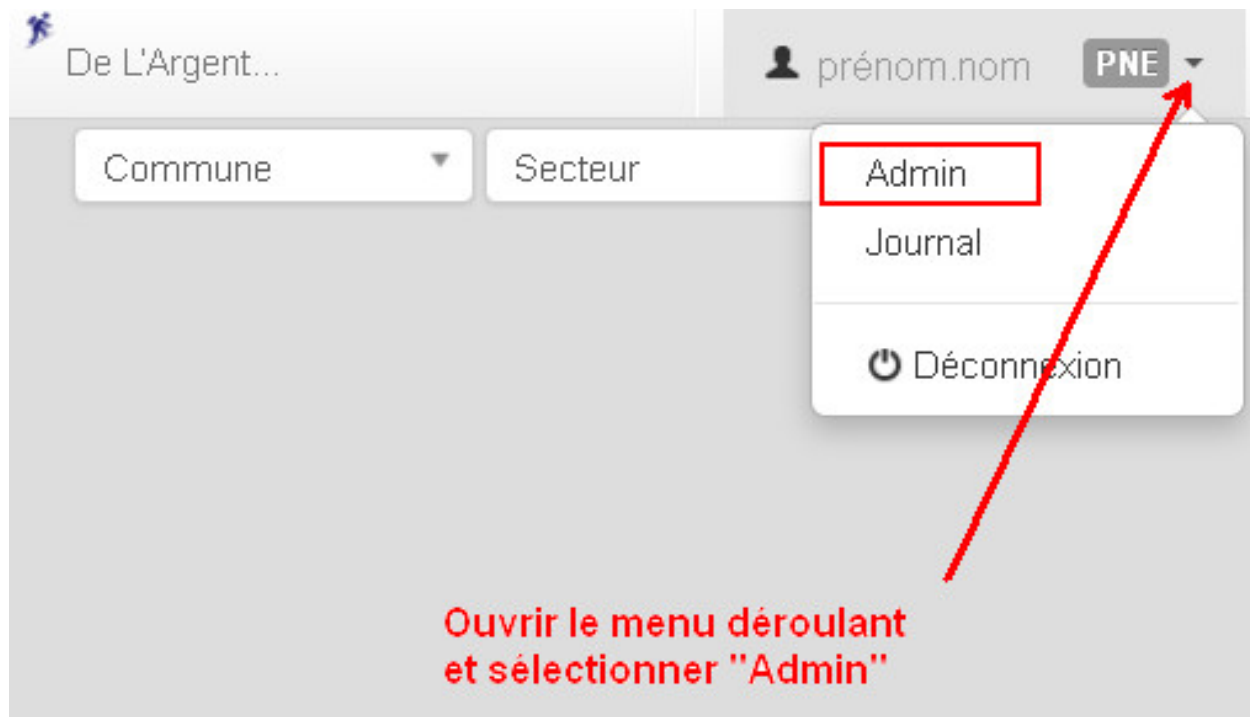 De L'Argent...
prénom.nom PNE
Commune
Secteur
Admin
Journal
Déconnexion
Ouvrir le menu déroulant
et sélectionner "Admin"